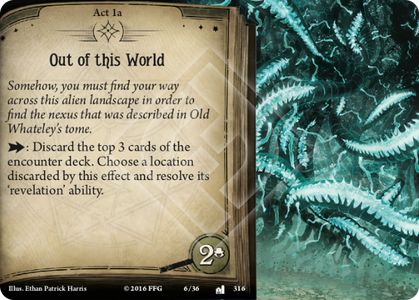 Act 1a
Out of this World
Somehow, you must find your way
across this alien landscape in order to
find the nexus that was described in Old
Whateley's tome.
: Discard the top 3 cards of the
encounter deck. Choose a location
discarded by this effect and resolve its
'revelation' ability.
2
Illus. Ethan Patrick Harris © 2016 FFG 6/36 316